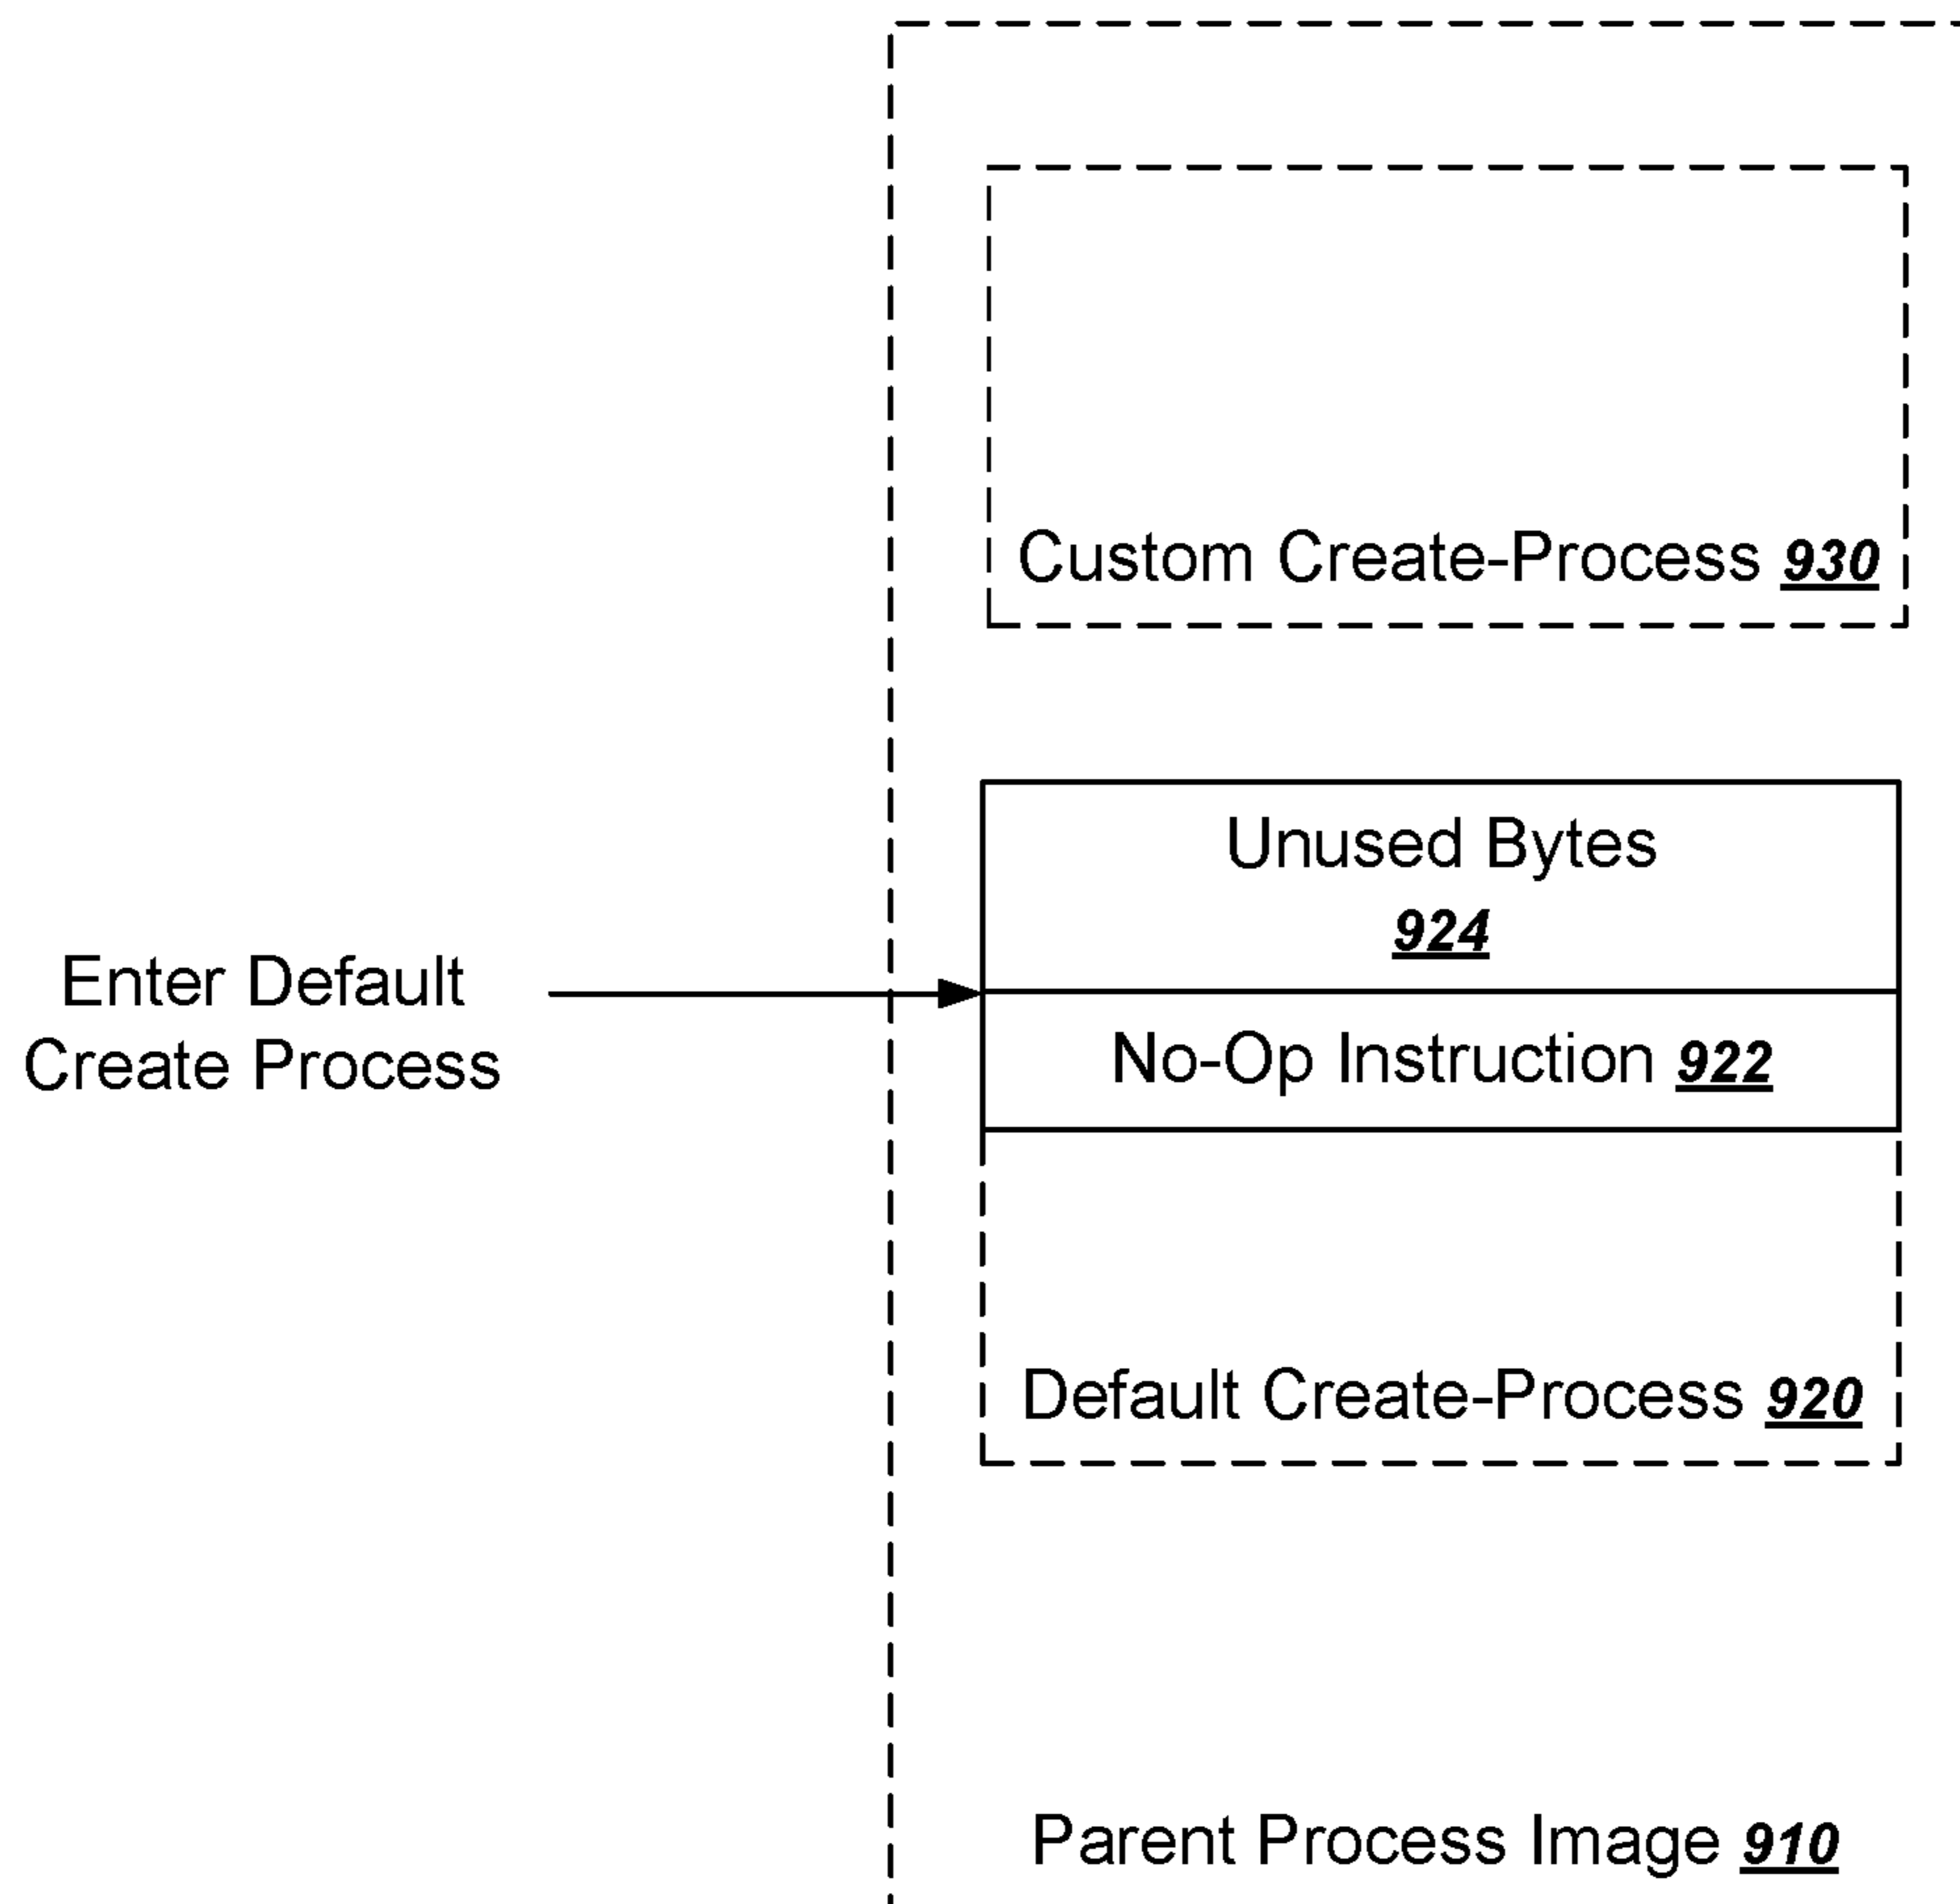 Custom Create-Process 930
Unused Bytes
924
Enter Default
Create Process
No-Op Instruction 922
Default Create-Process 920
Parent Process Image 910